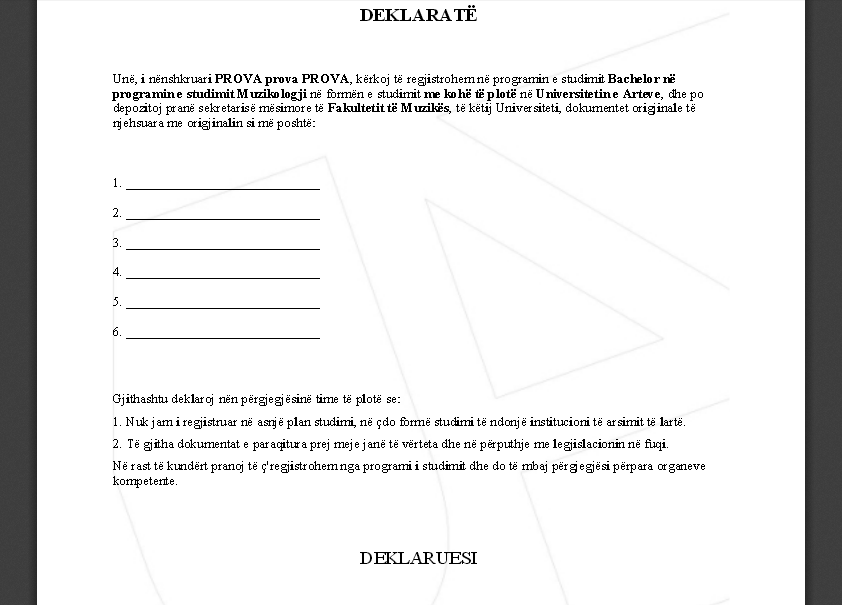 DEKLARATË
Unë, i nënshkruari PROVA prova PROVA, kërkoj të regjistrohem në programin e studimit Bachelor në
programin e studimit Muzikologji në formën e studimit me kohë të plotë në Universitetin e Arteve, dhe po
depozitoj pranë sekretarisë mësimore të Fakultetit të Muzikës, të këtij Universiteti, dokumentet origjinale të
njehsuara me origjinalin si më poshtë:
1. ________________________________
2. ________________________________
3. ________________________________
4. ________________________________
5. ________________________________
6. ________________________________
Gjithashtu deklaroj nën përgjegjësinë time të plotë se:
1. Nuk jam i regjistruar në asnjë plan studimi, në çdo formë studimi të ndonjë institucioni të arsimit të lartë.
2. Të gjitha dokumentat e paraqitura prej meje janë të vërteta dhe në përputhje me legjislacionin në fuqi.
Në rast të kundërt pranoj të ç'regjistrohem nga programi i studimit dhe do të mbaj përgjegjësi përpara organeve
kompetente.
DEKLARUESI